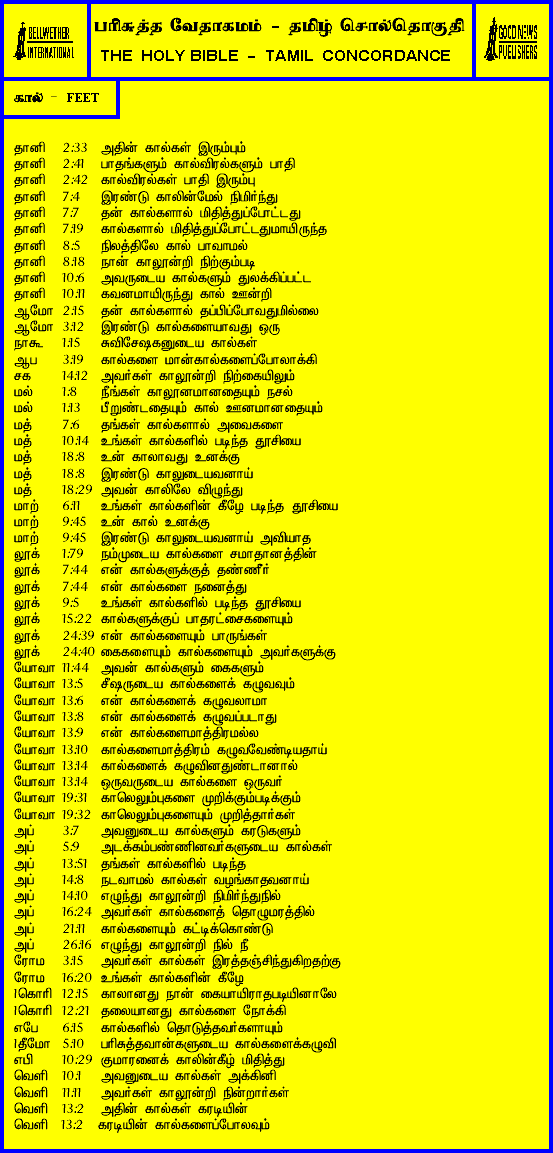 BELLWETHER
INTERNATIONAL
பரிசுத்த வேதாகமம் - தமிழ் சொல்தொகுதி
THE HOLY BIBLE - TAMIL CONCORDANCE
GOOD NEWS
PUBLISHERS
கால் - FEET
தானி 2:33 அதின் கால்கள் இரும்பும்
தானி 2:41 பாதங்களும் கால்விரல்களும் பாதி
தானி 2:42 கால்விரல்கள் பாதி இரும்பு
தானி 7:4 இரண்டு காலின்மேல் நிமிர்ந்து
தானி 7:7 தன் கால்களால் மிதித்துப்போட்டது
தானி 7:19 கால்களால் மிதித்துப்போட்டதுமாயிருந்த
தானி 8:5 நிலத்திலே கால் பாவாமல்
தானி 8:18 நான் காலூன்றி நிற்கும்படி
தானி 10:6 அவருடைய கால்களும் துலக்கிப்பட்ட
தானி 10:11 கவனமாயிருந்து கால் ஊன்றி
ஆமோ 2:15 தன் கால்களால் தப்பிப்போவதுமில்லை
ஆமோ 3:12 இரண்டு கால்களையாவது ஒரு
நாகூ 1:15 சுவிசேஷகனுடைய கால்கள்
ஆப 3:19 கால்களை மான்கால்களைப்போலாக்கி
சக 14:12 அவர்கள் காலூன்றி நிற்கையிலும்
மல் 1:8 நீங்கள் காலூனமானதையும் நசல்
மல் 1:13 பீறுண்டதையும் கால் ஊனமானதையும்
மத் 7:6 தங்கள் கால்களால் அவைகளை
மத் 10:14 உங்கள் கால்களில் படிந்த தூசியை
மத் 18:8 உன் காலாவது உனக்கு
மத் 18:8 இரண்டு காலுடையவனாய்
மத் 18:29 அவன் காலிலே விழுந்து
மாற் 6:11 உங்கள் கால்களின் கீழே படிந்த தூசியை
மாற் 9:45 உன் கால் உனக்கு
மாற் 9:45 இரண்டு காலுடையவனாய் அவியாத
லூக் 1:79 நம்முடைய கால்களை சமாதானத்தின்
லூக் 7:44 என் கால்களுக்குத் தண்ணீர்
லூக் 7:44 என் கால்களை நனைத்து
லூக் 9:5 உங்கள் கால்களில் படிந்த தூசியை
லூக் 15:22 கால்களுக்குப் பாதரட்சைகளையும்
லூக் 24:39 என் கால்களையும் பாருங்கள்
லூக் 24:40 கைகளையும் கால்களையும் அவர்களுக்கு
யோவா 11:44 அவன் கால்களும் கைகளும்
யோவா 13:5 சீஷருடைய கால்களைக் கழுவவும்
யோவா 13:6 என் கால்களைக் கழுவலாமா
யோவா 13:8 என் கால்களைக் கழுவப்படாது
யோவா 13:9 என் கால்களைமாத்திரமல்ல
யோவா 13:10 கால்களைமாத்திரம் கழுவவேண்டியதாய்
யோவா 13:14 கால்களைக் கழுவினதுண்டானால்
யோவா 13:14 ஒருவருடைய கால்களை ஒருவர்
யோவா 19:31 காலெலும்புகளை முறிக்கும்படிக்கும்
யோவா 19:32 காலெலும்புகளையும் முறித்தார்கள்
அப் 3:7 அவனுடைய கால்களும் கரடுகளும்
அப் 5:9 அடக்கம்பண்ணினவர்களுடைய கால்கள்
அப் 13:51 தங்கள் கால்களில் படிந்த
அப் 14:8 நடவாமல் கால்கள் வழங்காதவனாய்
அப் 14:10 எழுந்து காலூன்றி நிமிர்ந்துநில்
அப் 16:24 அவர்கள் கால்களைத் தொழுமரத்தில்
அப் 21:11 கால்களையும் கட்டிக்கொண்டு
அப் 26:16 எழுந்து காலூன்றி நில் நீ
ரோம 3:15 அவர்கள் கால்கள் இரத்தஞ்சிந்துகிறதற்கு
ரோம 16:20 உங்கள் கால்களின் கீழே
1கொரி 12:15 காலானது நான் கையாயிராதபடியினாலே
1கொரி 12:21 தலையானது கால்களை நோக்கி
எபே 6:15 கால்களில் தொடுத்தவர்களாயும்
1தீமோ 5:10 பரிசுத்தவான்களுடைய கால்களைக்கழுவி
எபி 10:29 குமாரனைக் காலின்கீழ் மிதித்து
வெளி 10:1 அவனுடைய கால்கள் அக்கினி
வெளி 11:11 அவர்கள் காலூன்றி நின்றார்கள்
வெளி 13:2 அதின் கால்கள் கரடியின்
வெளி 13:2 கரடியின் கால்களைப்போலவும்